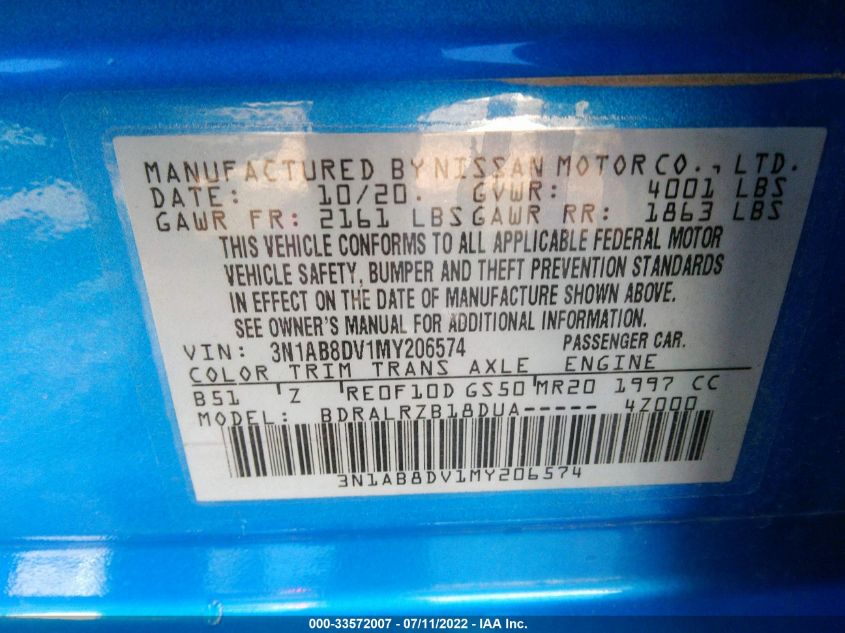 MANUFACTURED BY NISSAN MOTOR CO., LTD.
DATE: 10/20. GVWR: 4001 LBS
GAWR FR: 2161 LBS GAWR RR: 1863 LBS
THIS VEHICLE CONFORMS TO ALL APPLICABLE FEDERAL MOTOR
VEHICLE SAFETY, BUMPER AND THEFT PREVENTION STANDARDS
IN EFFECT ON THE DATE OF MANUFACTURE SHOWN ABOVE.
SEE OWNER'S MANUAL FOR ADDITIONAL INFORMATION.
VIN: 3N1AB8DV1MY206574 PASSENGER CAR.
COLOR TRIM TRANS AXLE ENGINE
B51 Z RE0F10D GS50 MR20 1997 CC
MODEL: BDRALRZB18DUA----- 4Z000
3N1AB8DV1MY206574
000-33572007 - 07/11/2022 - IAA Inc.